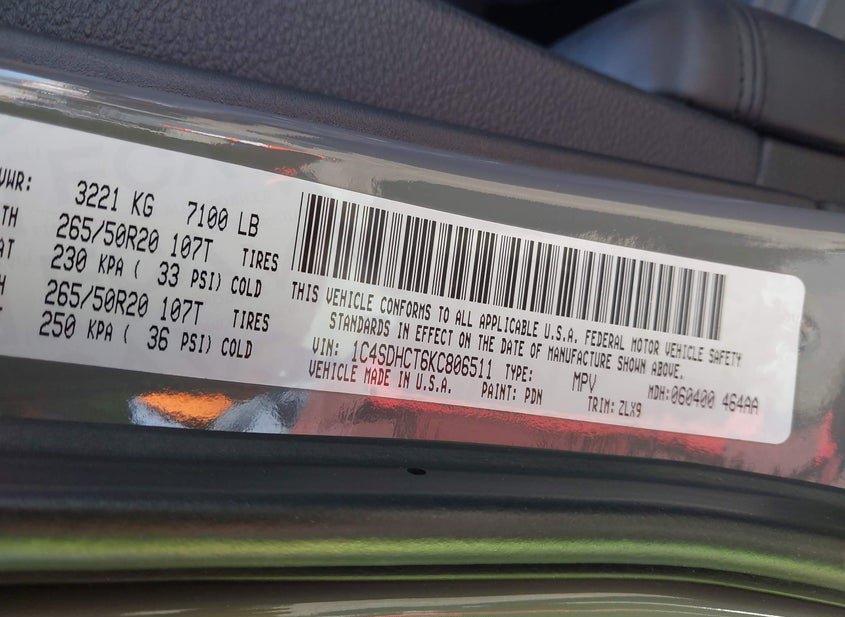 VWR: 3221 KG 7100 LB
TH 265/50R20 107T TIRES
AT 230 KPA ( 33 PSI) COLD
H 265/50R20 107T TIRES
250 KPA ( 36 PSI) COLD
THIS VEHICLE CONFORMS TO ALL APPLICABLE U.S.A. FEDERAL MOTOR VEHICLE SAFETY
STANDARDS IN EFFECT ON THE DATE OF MANUFACTURE SHOWN ABOVE.
VIN: 1C4SDHCT6KC806511 TYPE: MPV MDH:060400 464AA
VEHICLE MADE IN U.S.A. PAINT: PDN TRIM: ZLX9